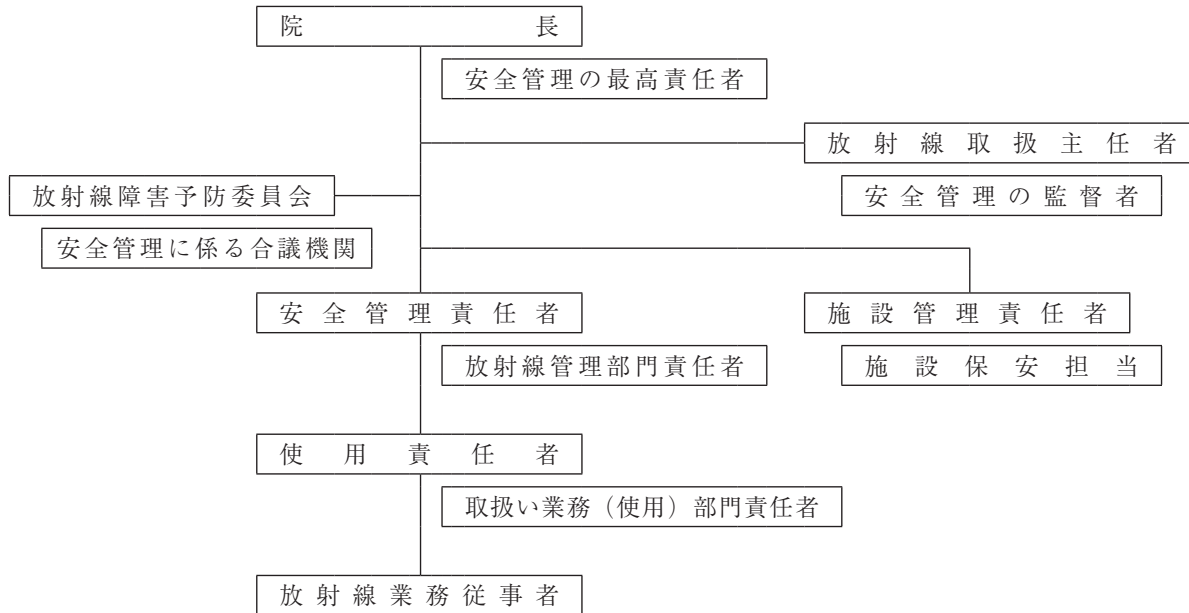 院長
安全管理の最高責任者
放射線取扱主任者
放射線障害予防委員会
安全管理の監督者
安全管理に係る合議機関
安全管理責任者
施設管理責任者
放射線管理部門責任者
施設保安担当
使用責任者
取扱い業務（使用）部門責任者
放射線業務従事者